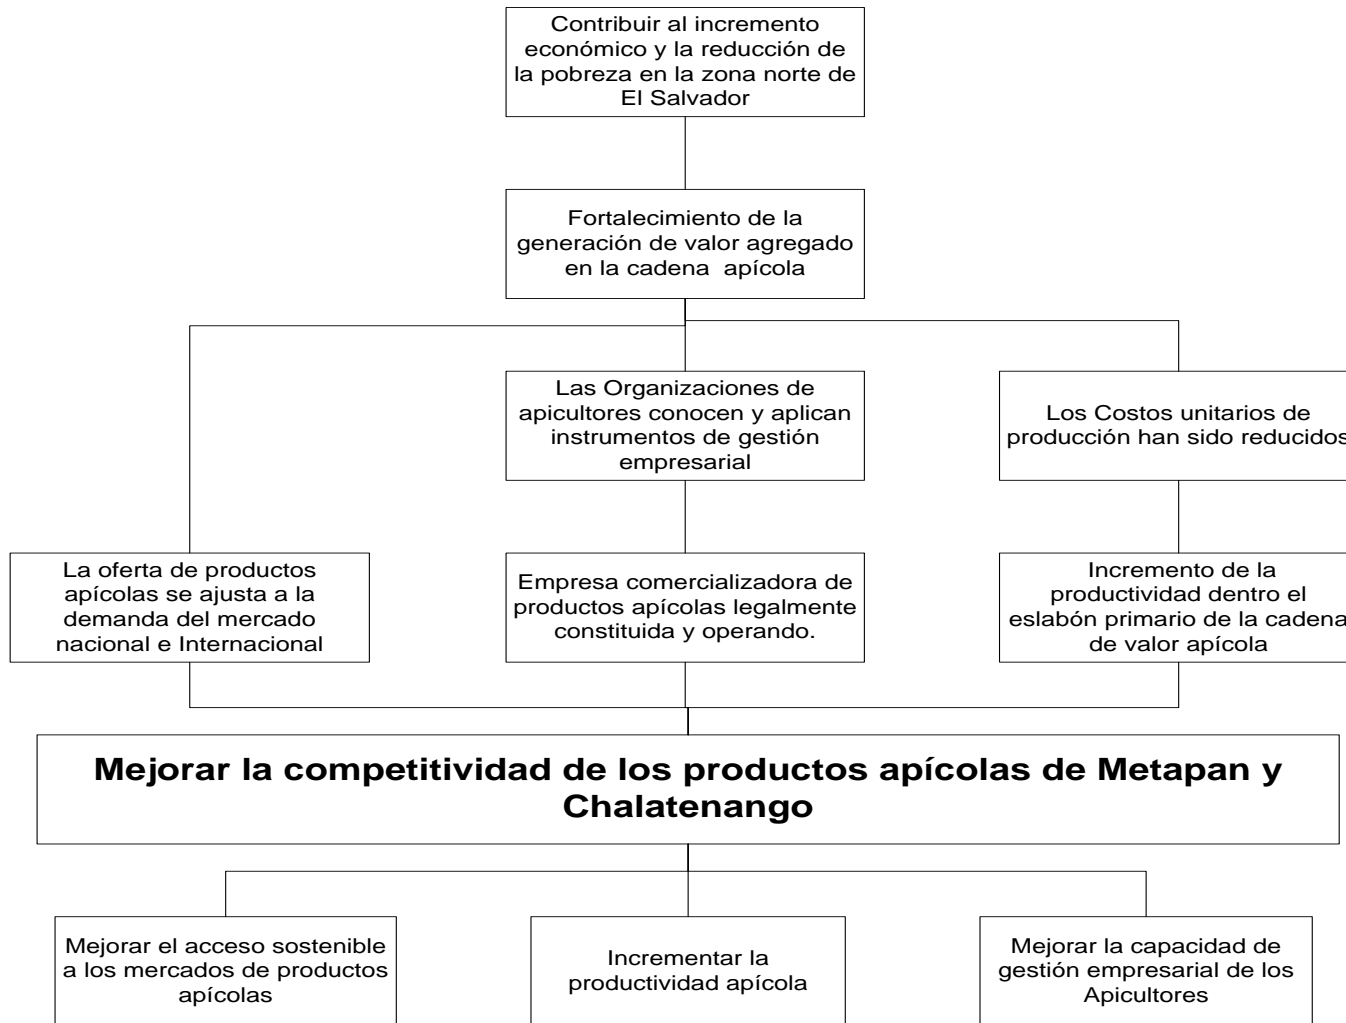 Contribuir al incremento
económico y la reducción de
la pobreza en la zona norte de
El Salvador
Fortalecimiento de la
generación de valor agregado
en la cadena apícola
Las Organizaciones de
apicultores conocen y aplican
instrumentos de gestión
empresarial
Los Costos unitarios de
producción han sido reducidos
La oferta de productos
apícolas se ajusta a la
demanda del mercado
nacional e Internacional
Empresa comercializadora de
productos apícolas legalmente
constituida y operando.
Incremento de la
productividad dentro el
eslabón primario de la cadena
de valor apícola
Mejorar la competitividad de los productos apícolas de Metapan y
Chalatenango
Mejorar el acceso sostenible
a los mercados de productos
apícolas
Incrementar la
productividad apícola
Mejorar la capacidad de
gestión empresarial de los
Apicultores